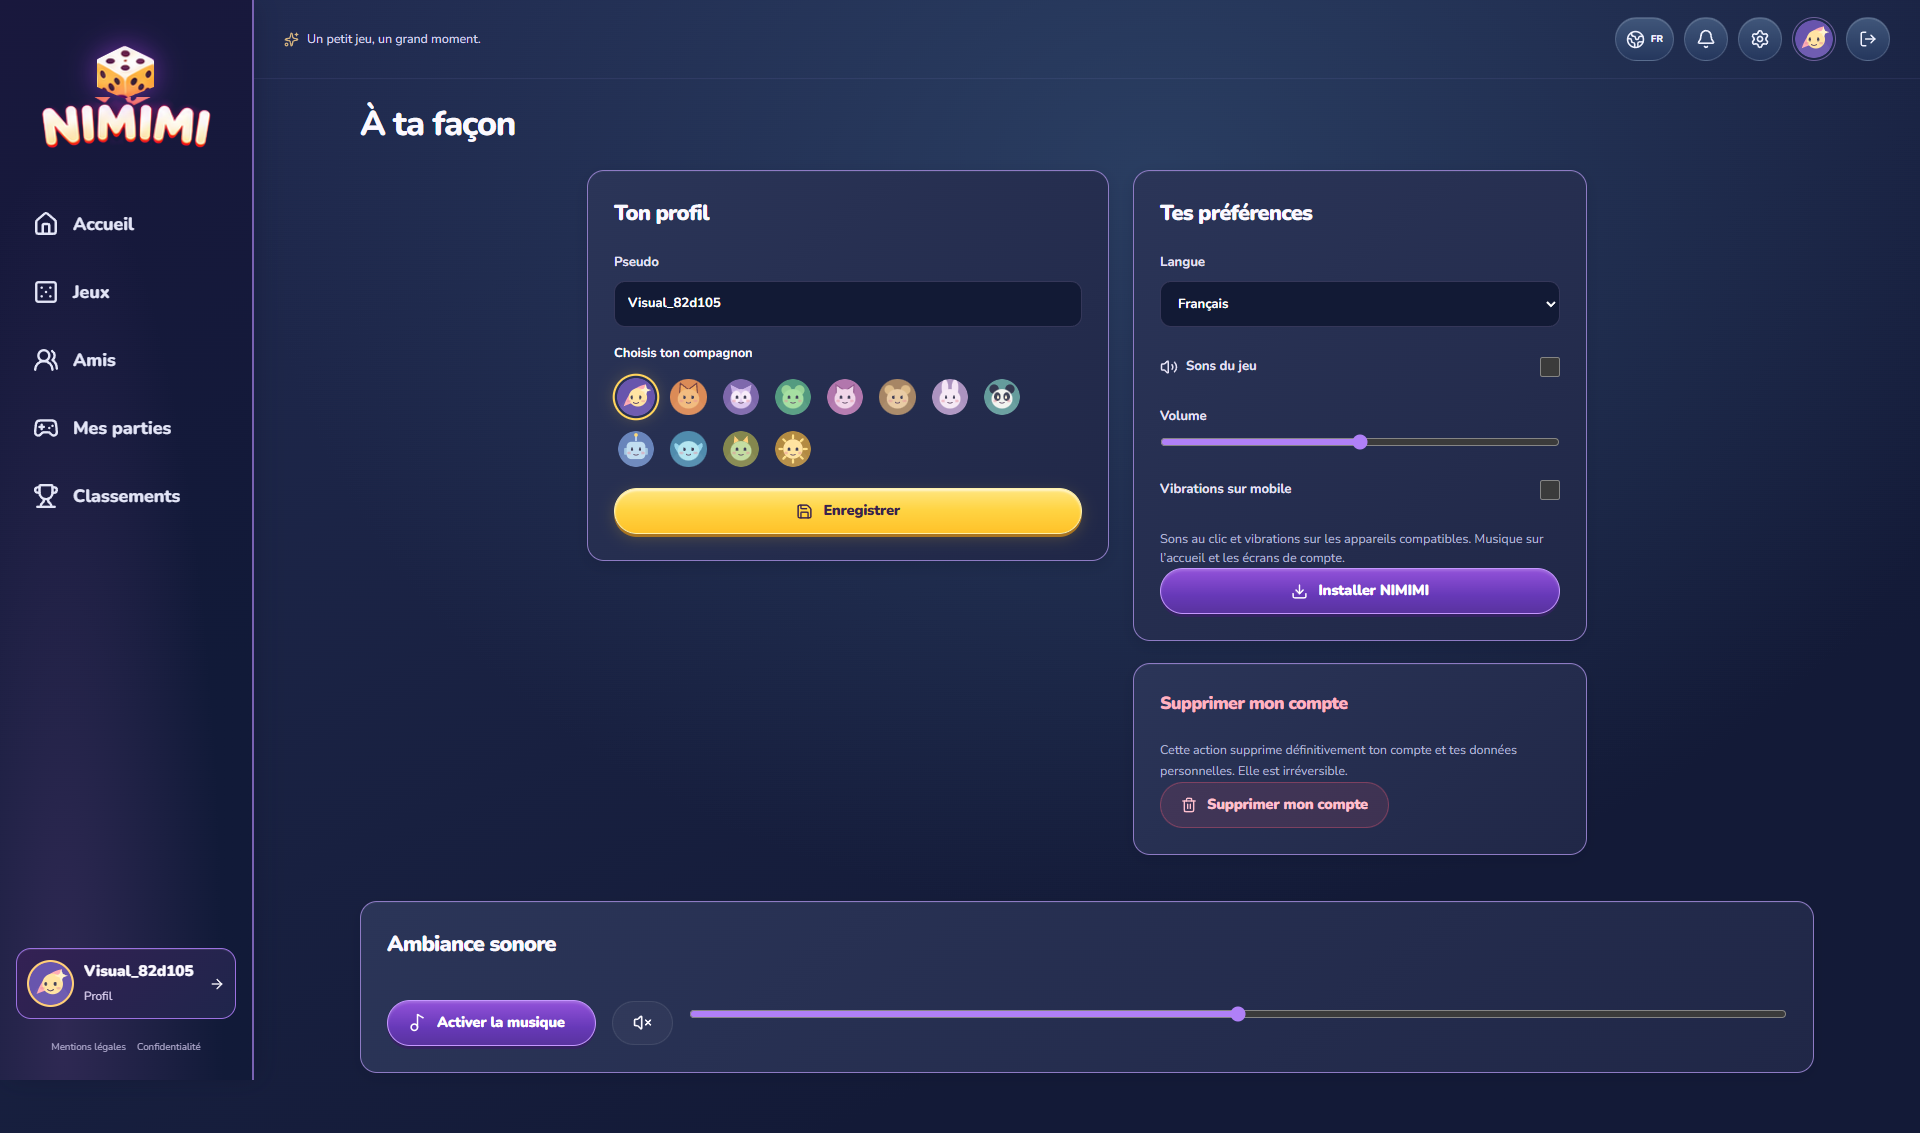 NIMIMI
Accueil
Jeux
Amis
Mes parties
Classements
Visual_82d105
Profil
Mentions légales Confidentialité
Un petit jeu, un grand moment.
FR
À ta façon
Ton profil
Pseudo
Visual_82d105
Choisis ton compagnon
Enregistrer
Tes préférences
Langue
Français
Sons du jeu
Volume
Vibrations sur mobile
Sons au clic et vibrations sur les appareils compatibles. Musique sur
l'accueil et les écrans de compte.
Installer NIMIMI
Supprimer mon compte
Cette action supprime définitivement ton compte et tes données
personnelles. Elle est irréversible.
Supprimer mon compte
Ambiance sonore
Activer la musique